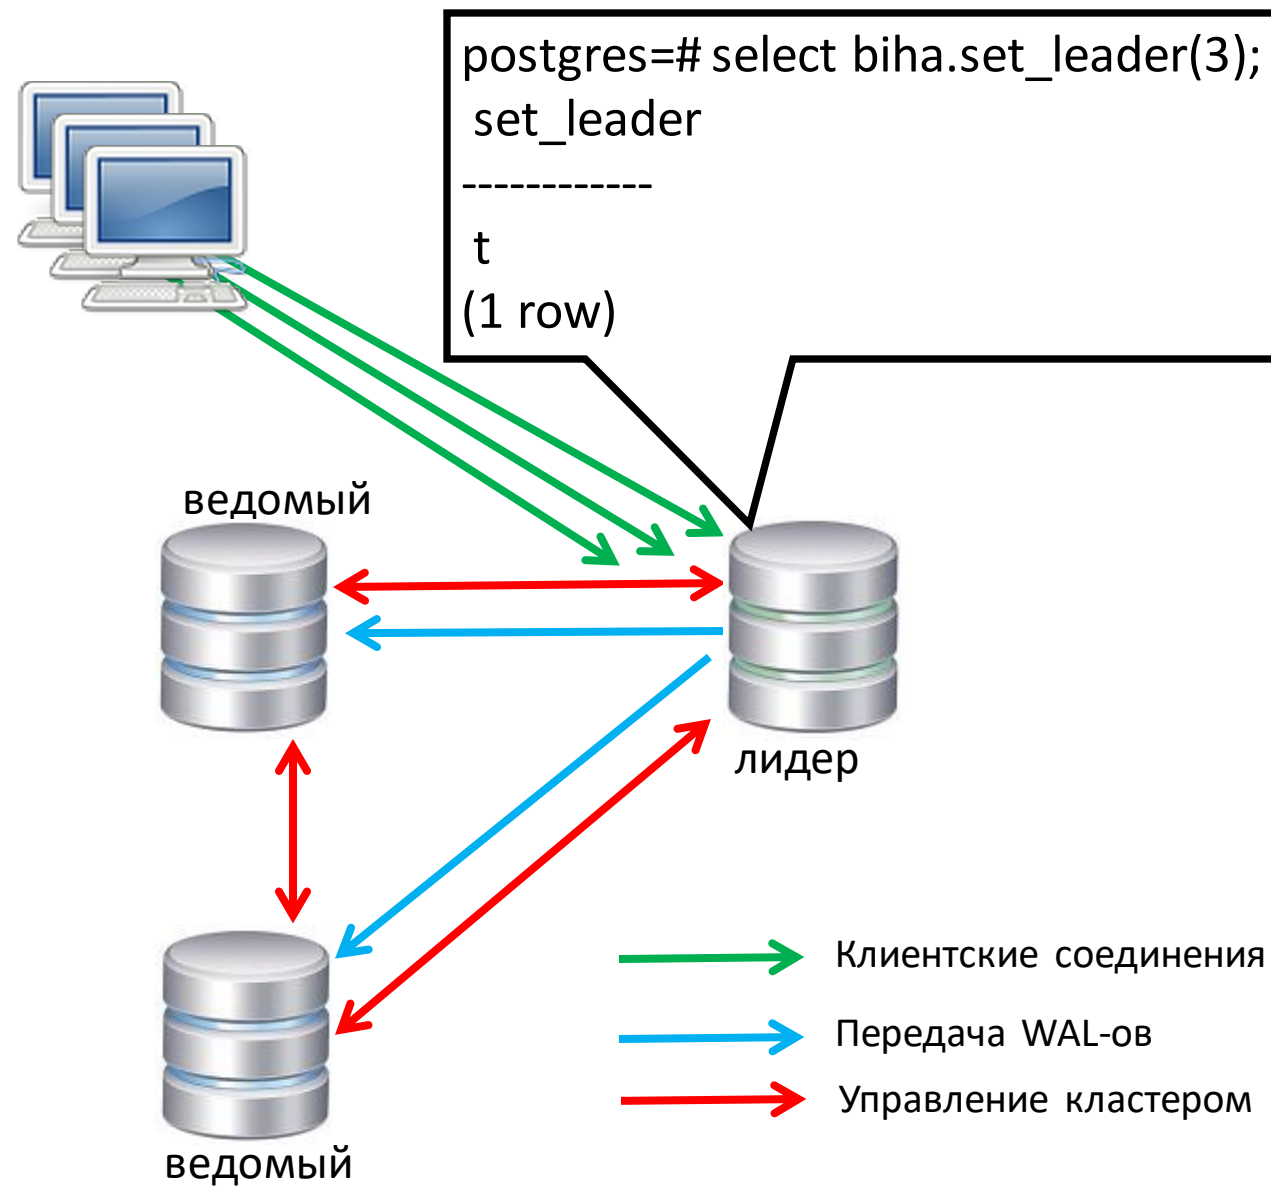 postgres=# select biha.set_leader(3);
set_leader
------------
t
(1 row)
ведомый
лидер
ведомый
Клиентские соединения
Передача WAL-ов
Управление кластером